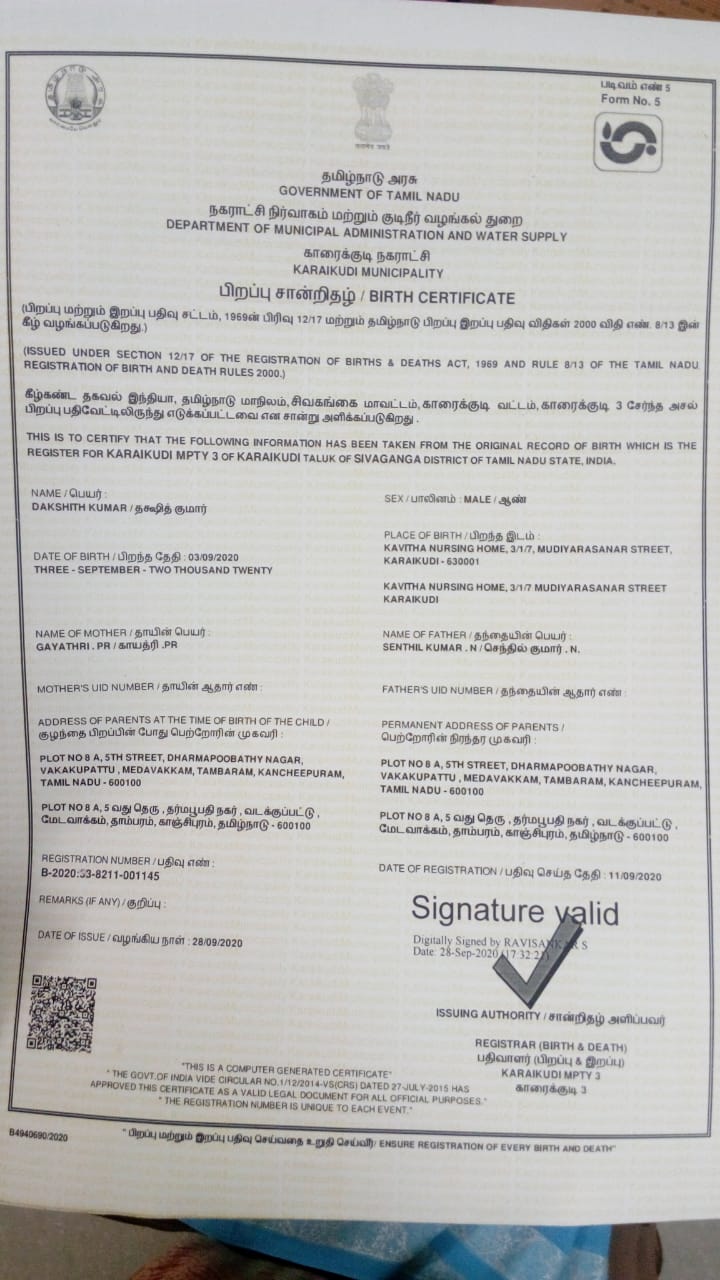 படிவம் எண் 5
Form No. 5
தமிழ்நாடு அரசு
GOVERNMENT OF TAMIL NADU
நகராட்சி நிர்வாகம் மற்றும் குடிநீர் வழங்கல் துறை
DEPARTMENT OF MUNICIPAL ADMINISTRATION AND WATER SUPPLY
காரைக்குடி நகராட்சி
KARAIKUDI MUNICIPALITY
பிறப்பு சான்றிதழ் / BIRTH CERTIFICATE
(பிறப்பு மற்றும் இறப்பு பதிவு சட்டம், 1969ன் பிரிவு 12/17 மற்றும் தமிழ்நாடு பிறப்பு இறப்பு பதிவு விதிகள் 2000 விதி எண். 8/13 இன்
கீழ் வழங்கப்படுகிறது.)
(ISSUED UNDER SECTION 12/17 OF THE REGISTRATION OF BIRTHS & DEATHS ACT, 1969 AND RULE 8/13 OF THE TAMIL NADU
REGISTRATION OF BIRTH AND DEATH RULES 2000.)
கீழ்கண்ட தகவல் இந்தியா, தமிழ்நாடு மாநிலம், சிவகங்கை மாவட்டம், காரைக்குடி வட்டம், காரைக்குடி 3 சேர்ந்த அசல்
பிறப்பு பதிவேட்டிலிருந்து எடுக்கப்பட்டவை என சான்று அளிக்கப்படுகிறது .
THIS IS TO CERTIFY THAT THE FOLLOWING INFORMATION HAS BEEN TAKEN FROM THE ORIGINAL RECORD OF BIRTH WHICH IS THE
REGISTER FOR KARAIKUDI MPTY 3 OF KARAIKUDI TALUK OF SIVAGANGA DISTRICT OF TAMIL NADU STATE, INDIA.
NAME / பெயர் :
DAKSHITH KUMAR / தக்ஷித் குமார்
SEX / பாலினம் : MALE / ஆண்
DATE OF BIRTH / பிறந்த தேதி : 03/09/2020
THREE - SEPTEMBER - TWO THOUSAND TWENTY
PLACE OF BIRTH / பிறந்த இடம் :
KAVITHA NURSING HOME, 3/1/7, MUDIYARASANAR STREET,
KARAIKUDI - 630001
KAVITHA NURSING HOME, 3/1/7 MUDIYARASANAR STREET
KARAIKUDI
NAME OF MOTHER / தாயின் பெயர் :
GAYATHRI . PR / காயத்ரி .PR
NAME OF FATHER / தந்தையின் பெயர் :
SENTHIL KUMAR . N / செந்தில் குமார் . N.
MOTHER'S UID NUMBER / தாயின் ஆதார் எண் :
FATHER'S UID NUMBER / தந்தையின் ஆதார் எண் :
ADDRESS OF PARENTS AT THE TIME OF BIRTH OF THE CHILD /
குழந்தை பிறப்பின் போது பெற்றோரின் முகவரி :
PLOT NO 8 A, 5TH STREET, DHARMAPOOBATHY NAGAR,
VAKAKUPATTU , MEDAVAKKAM, TAMBARAM, KANCHEEPURAM,
TAMIL NADU - 600100
PLOT NO 8 A, 5 வது தெரு , தர்மபூபதி நகர் , வடக்குப்பட்டு ,
மேடவாக்கம், தாம்பரம், காஞ்சிபுரம், தமிழ்நாடு - 600100
PERMANENT ADDRESS OF PARENTS /
பெற்றோரின் நிரந்தர முகவரி :
PLOT NO 8 A, 5TH STREET, DHARMAPOOBATHY NAGAR,
VAKAKUPATTU , MEDAVAKKAM, TAMBARAM, KANCHEEPURAM,
TAMIL NADU - 600100
PLOT NO 8 A, 5 வது தெரு , தர்மபூபதி நகர் , வடக்குப்பட்டு ,
மேடவாக்கம், தாம்பரம், காஞ்சிபுரம், தமிழ்நாடு - 600100
REGISTRATION NUMBER / பதிவு எண் :
B-2020:33-8211-001145
DATE OF REGISTRATION / பதிவு செய்த தேதி : 11/09/2020
REMARKS (IF ANY) / குறிப்பு :
DATE OF ISSUE / வழங்கிய நாள் : 28/09/2020
Signature valid
Digitally Signed by RAVISANKAR S
Date: 28-Sep-2020 (17:32:21)
ISSUING AUTHORITY / சான்றிதழ் அளிப்பவர்
REGISTRAR (BIRTH & DEATH)
பதிவாளர் (பிறப்பு & இறப்பு)
KARAIKUDI MPTY 3
காரைக்குடி 3
"THIS IS A COMPUTER GENERATED CERTIFICATE"
" THE GOVT.OF INDIA VIDE CIRCULAR NO.1/12/2014-VS(CRS) DATED 27-JULY-2015 HAS
APPROVED THIS CERTIFICATE AS A VALID LEGAL DOCUMENT FOR ALL OFFICIAL PURPOSES."
" THE REGISTRATION NUMBER IS UNIQUE TO EACH EVENT."
B4940690/2020
" பிறப்பு மற்றும் இறப்பு பதிவு செய்வதை உறுதி செய்வீர்/ ENSURE REGISTRATION OF EVERY BIRTH AND DEATH"